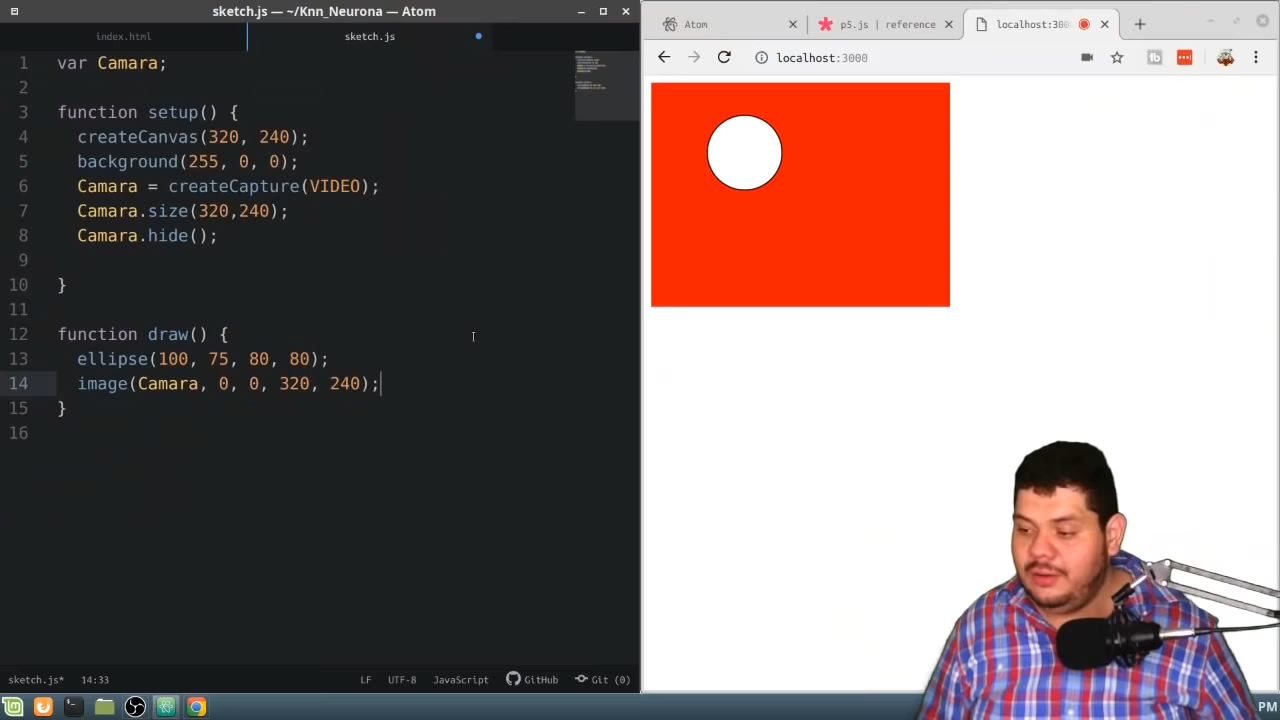 sketch.js — ~/Knn_Neurona — Atom
index.html
sketch.js
1 var Camara;
2
3 function setup() {
4 createCanvas(320, 240);
5 background(255, 0, 0);
6 Camara = createCapture(VIDEO);
7 Camara.size(320,240);
8 Camara.hide();
9
10 }
11
12 function draw() {
13 ellipse(100, 75, 80, 80);
14 image(Camara, 0, 0, 320, 240);
15 }
16
sketch.js* 14:33 LF UTF-8 JavaScript GitHub Git (0)
Atom
p5.js | reference
localhost:300
localhost:3000
PM